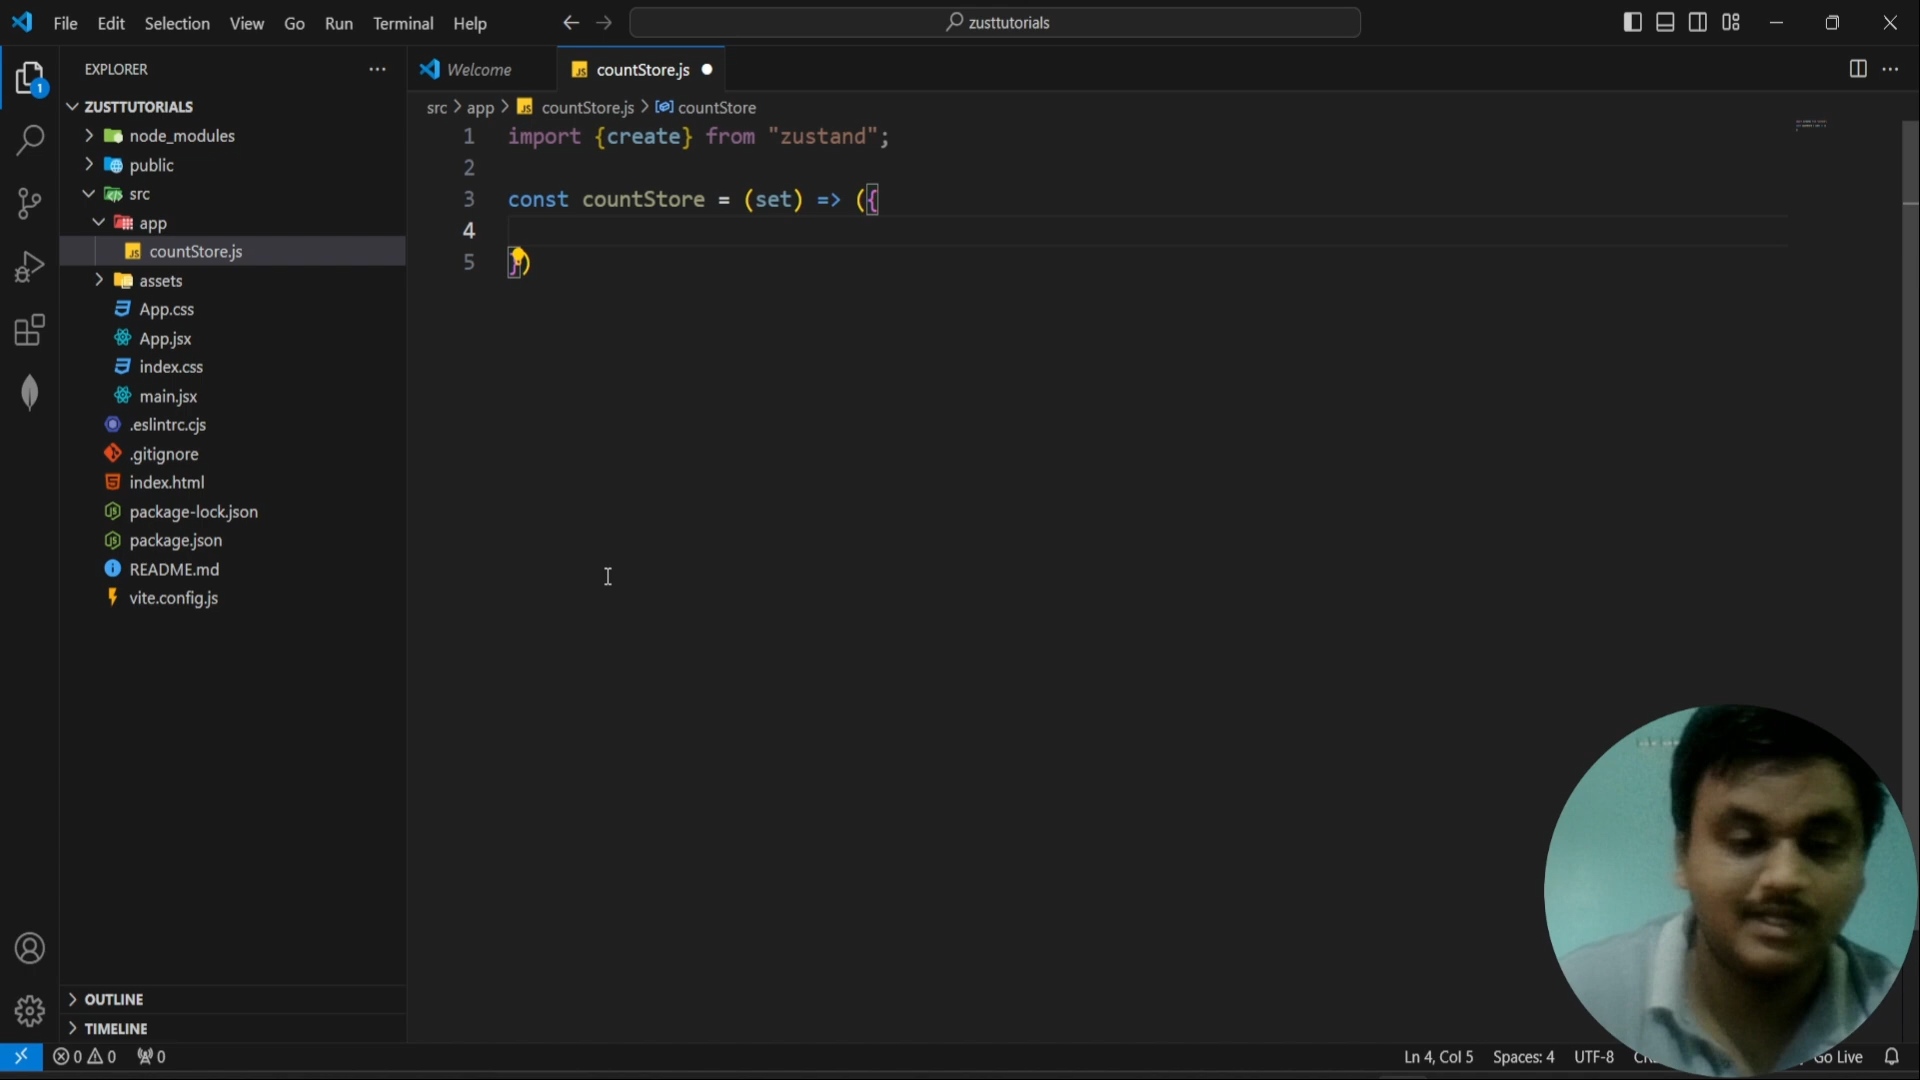 File Edit Selection View Go Run Terminal Help
zusttutorials
EXPLORER
Welcome
countStore.js
ZUSTTUTORIALS
src > app > countStore.js > countStore
node_modules
public
src
app
countStore.js
assets
App.css
App.jsx
index.css
main.jsx
.eslintrc.cjs
.gitignore
index.html
package-lock.json
package.json
README.md
vite.config.js
1 import {create} from "zustand";
2
3 const countStore = (set) => ({
4
5 })
1
OUTLINE
TIMELINE
0 0 0
Ln 4, Col 5 Spaces: 4 UTF-8 Go Live